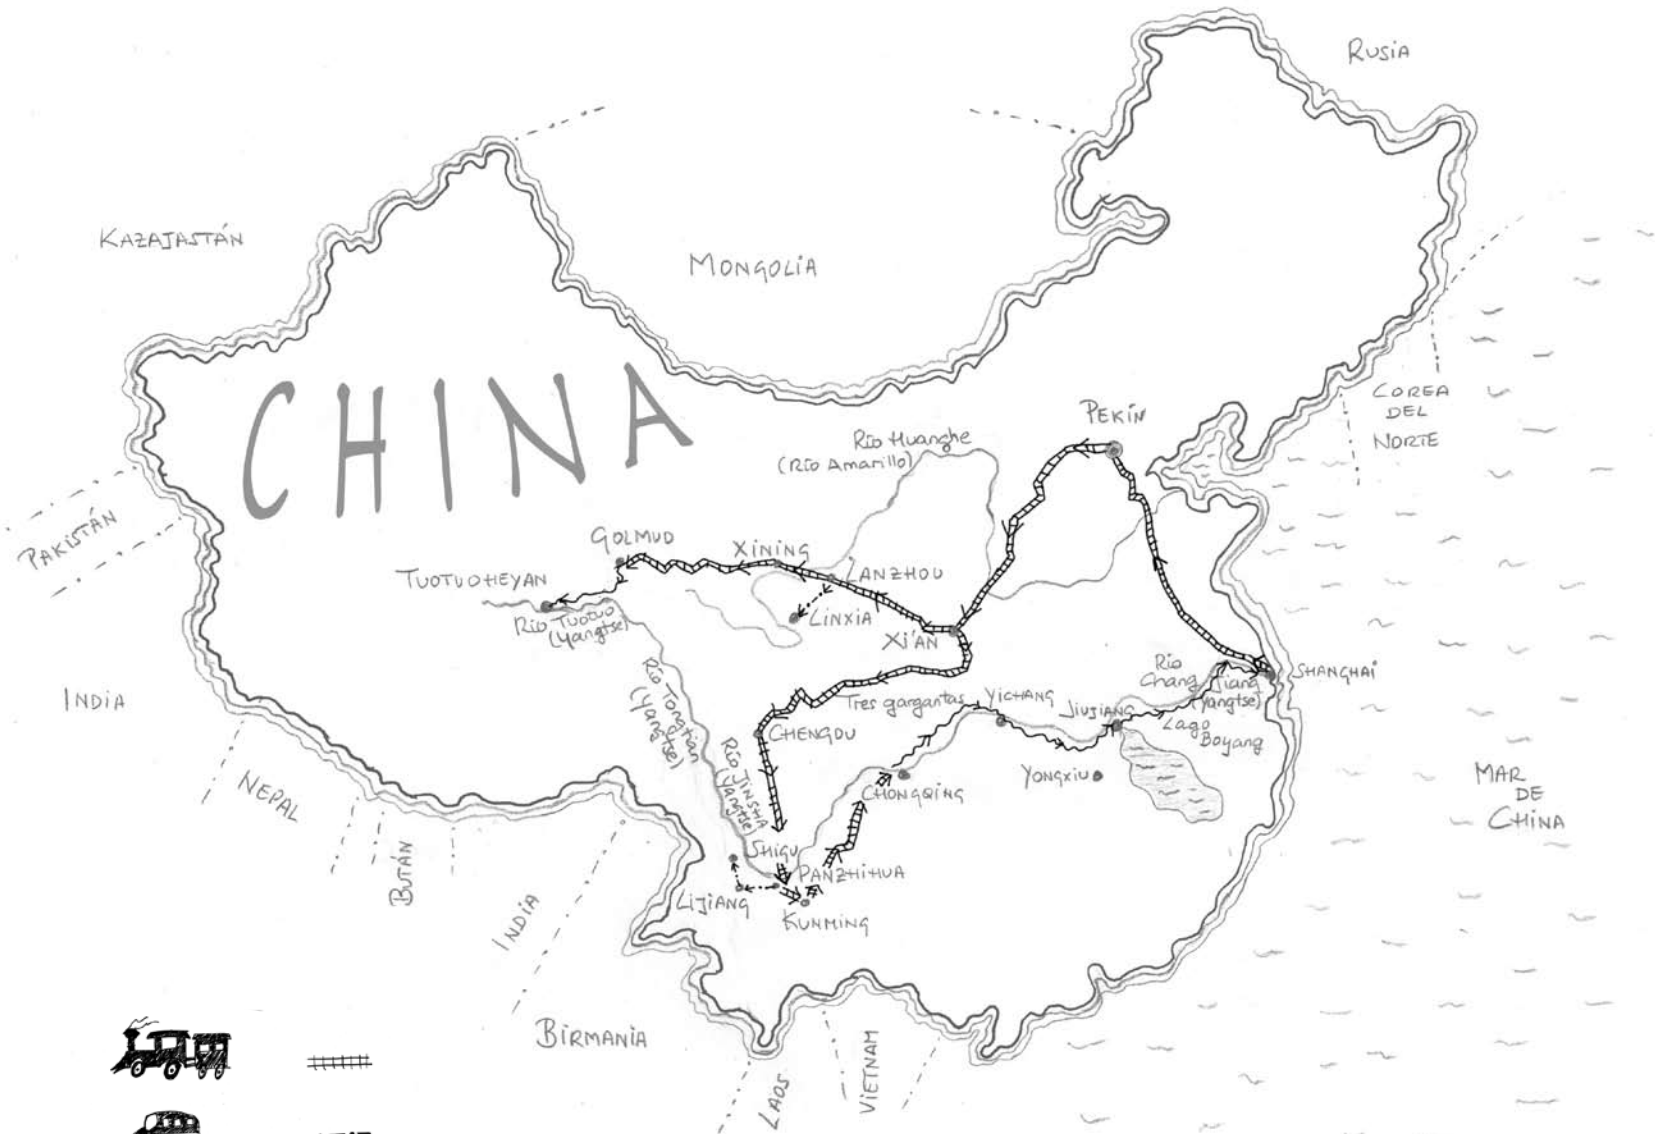 RUSIA
KAZAJASTÁN
MONGOLIA
CHINA
COREA
DEL
NORTE
PEKÍN
Río Huanghe
(Río Amarillo)
PAKISTÁN
GOLMUD
XINING
LANZHOU
TUOTUOHEYAN
LINXIA
Río Tuotuo
(Yangtse)
XI'AN
INDIA
Río Tongtian
(Yangtse)
Río
Chang Jiang
(Yangtse)
SHANGHAI
Tres gargantas
YICHANG
JIUJIANG
Lago
Boyang
CHENGDU
Río JINSHA
(Yangtse)
NEPAL
YONGXIU
CHONGQING
MAR
DE
CHINA
SHIGU
PANZHIHUA
BUTÁN
LIJIANG
KUNMING
INDIA
BIRMANIA
LAOS
VIETNAM